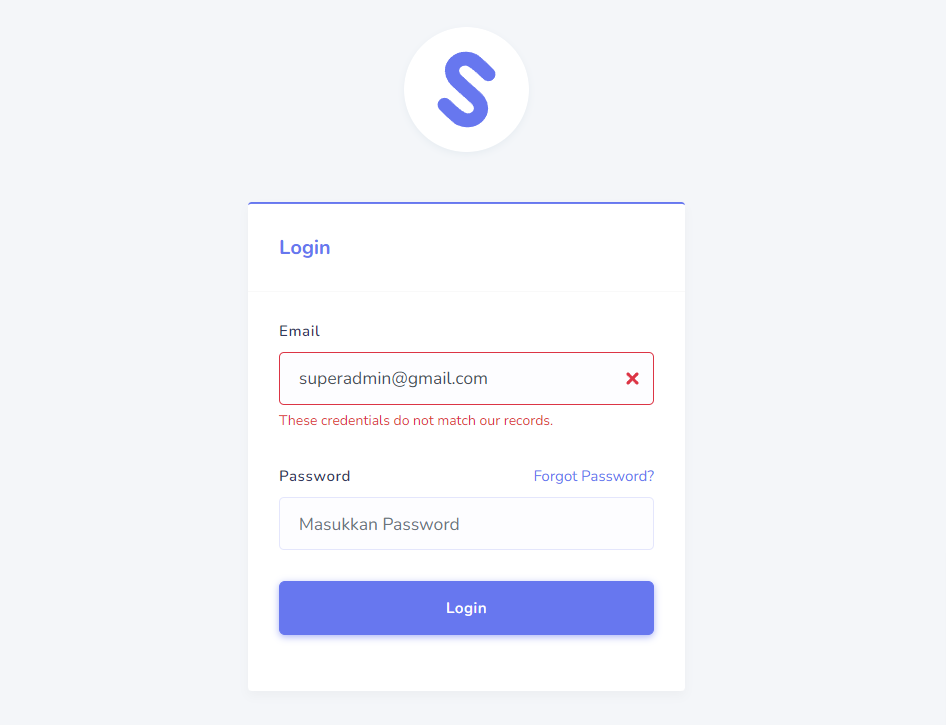 S
Login
Email
superadmin@gmail.com
These credentials do not match our records.
Password Forgot Password?
Masukkan Password
Login